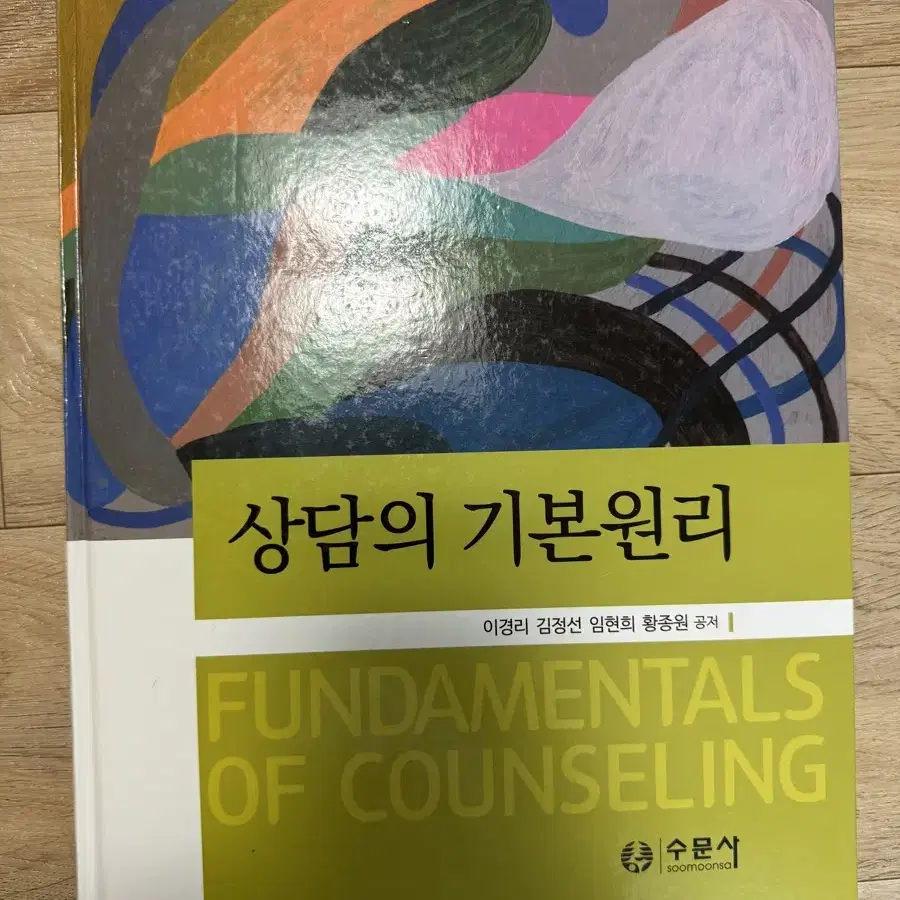 상담의 기본원리
이경리 김정선 임현희 황종원 공저
FUNDAMENTALS
OF COUNSELING
수문사
soomoonsa